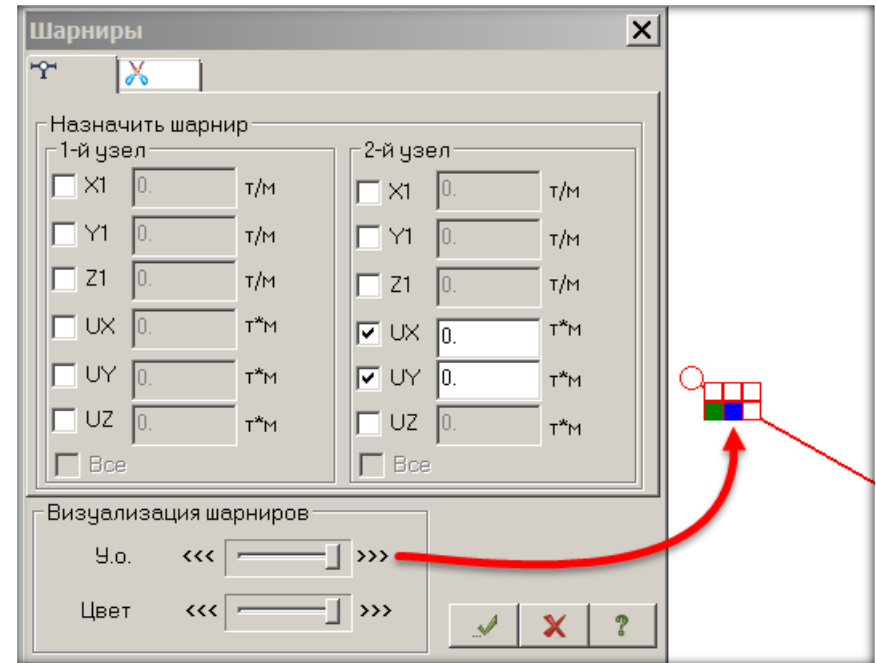 Шарниры
Назначить шарнир
1-й узел
X1 0. т/м
Y1 0. т/м
Z1 0. т/м
UX 0. т*м
UY 0. т*м
UZ 0. т*м
Все
2-й узел
X1 0. т/м
Y1 0. т/м
Z1 0. т/м
UX 0. т*м
UY 0. т*м
UZ 0. т*м
Все
Визуализация шарниров
У.о. <<< >>>
Цвет <<< >>>
?